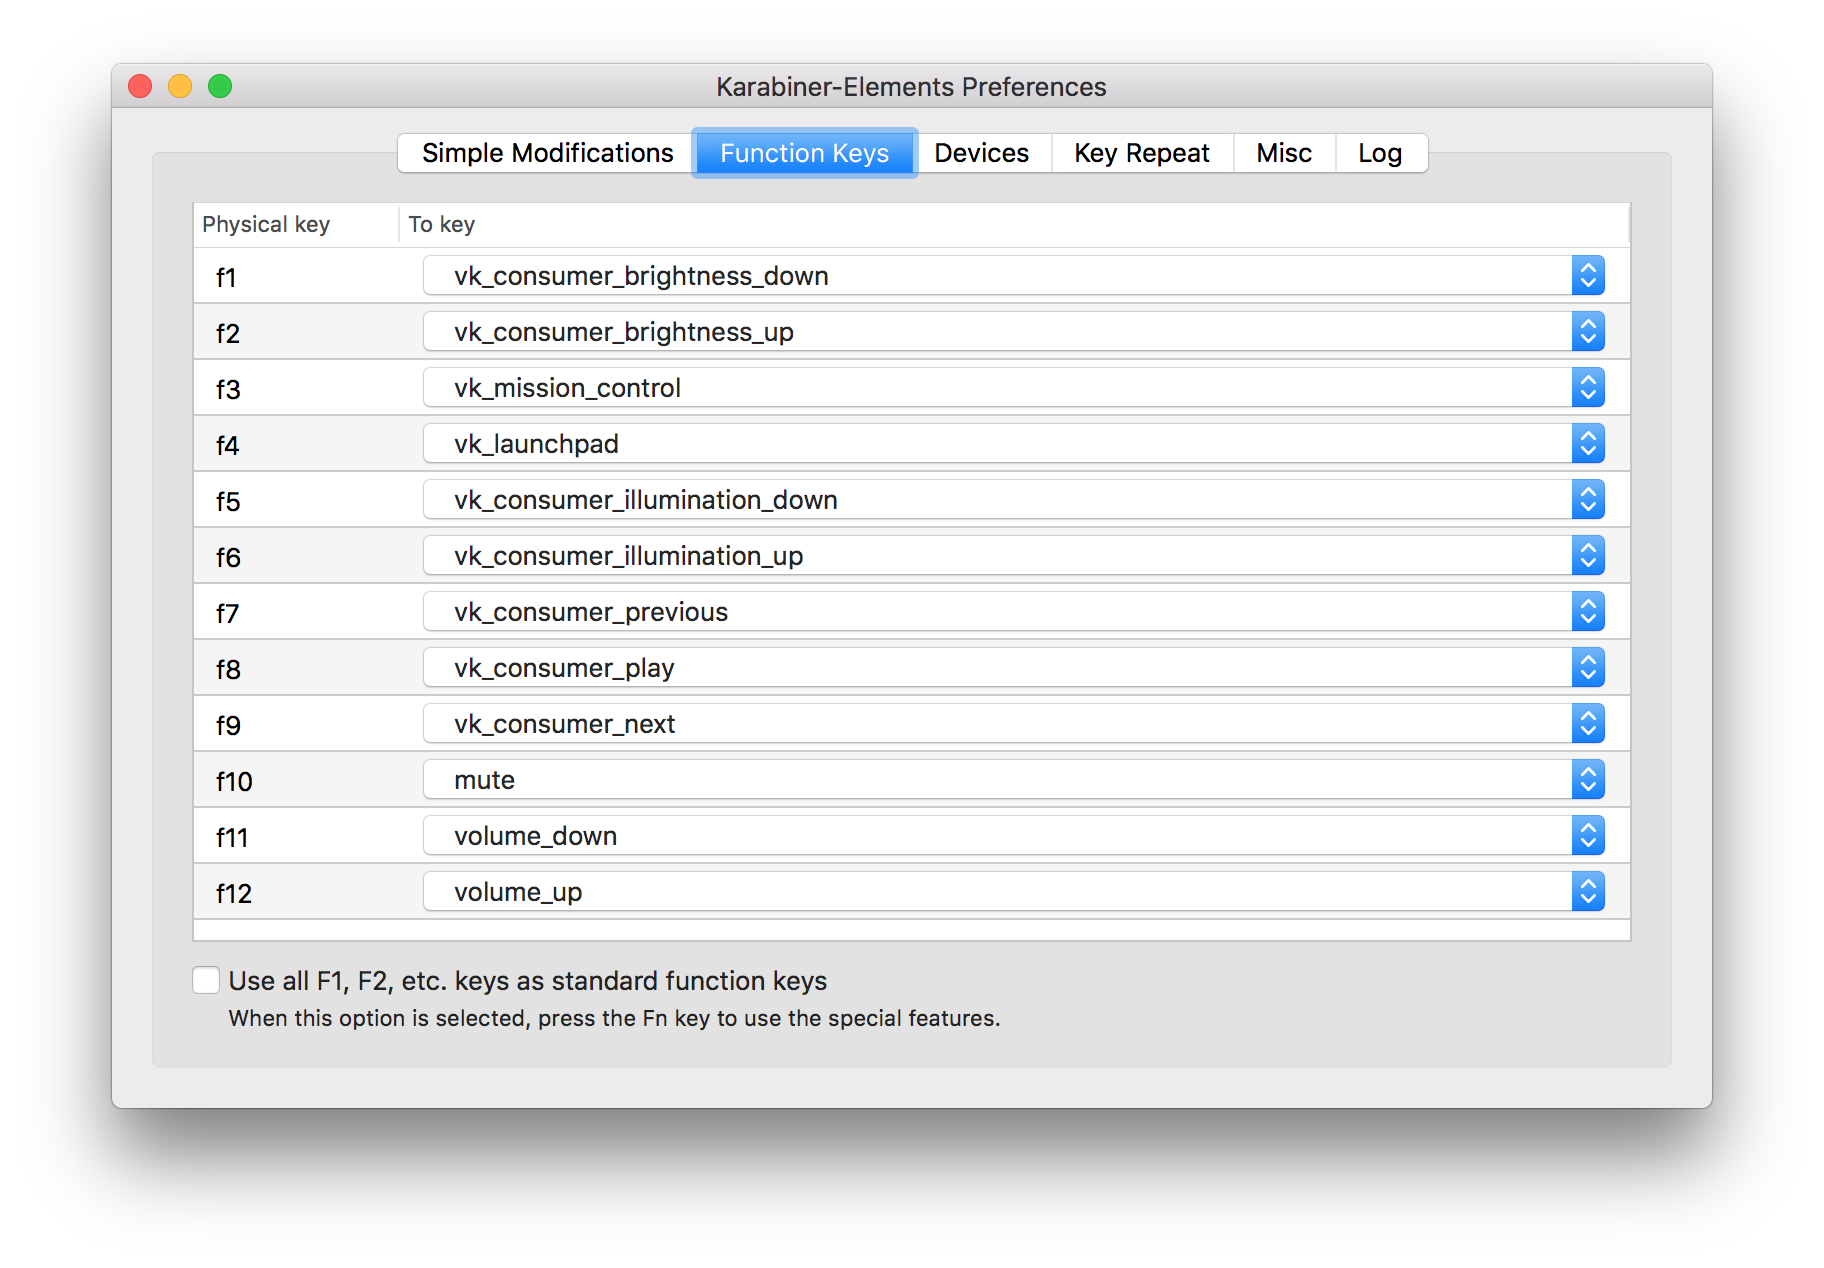 Karabiner-Elements Preferences
Simple Modifications Function Keys Devices Key Repeat Misc Log
Physical key To key
f1 vk_consumer_brightness_down
f2 vk_consumer_brightness_up
f3 vk_mission_control
f4 vk_launchpad
f5 vk_consumer_illumination_down
f6 vk_consumer_illumination_up
f7 vk_consumer_previous
f8 vk_consumer_play
f9 vk_consumer_next
f10 mute
f11 volume_down
f12 volume_up
Use all F1, F2, etc. keys as standard function keys
When this option is selected, press the Fn key to use the special features.